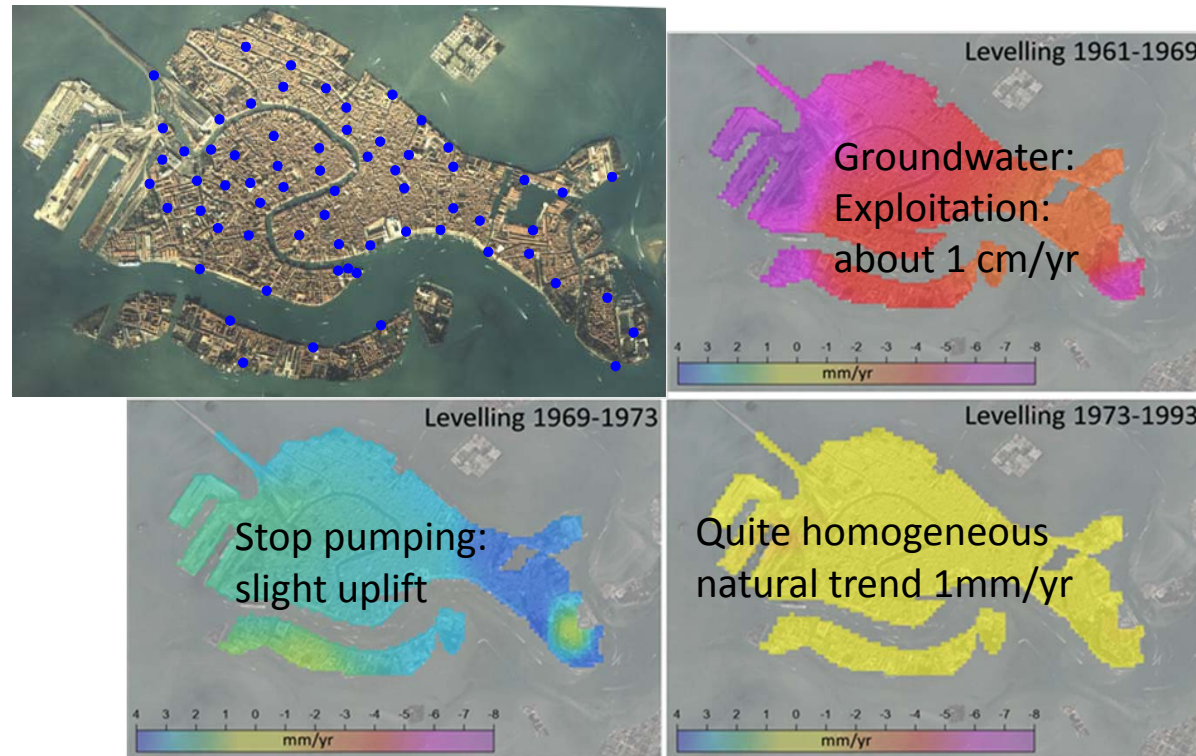 Levelling 1961-1969
Groundwater:
Exploitation:
about 1 cm/yr
4 3 2 1 0 -1 -2 -3 -4 -5 -6 -7 -8
mm/yr
Levelling 1969-1973
Stop pumping:
slight uplift
4 3 2 1 0 -1 -2 -3 -4 -5 -6 -7 -8
mm/yr
Levelling 1973-1993
Quite homogeneous
natural trend 1mm/yr
4 3 2 1 0 -1 -2 -3 -4 -5 -6 -7 -8
mm/yr